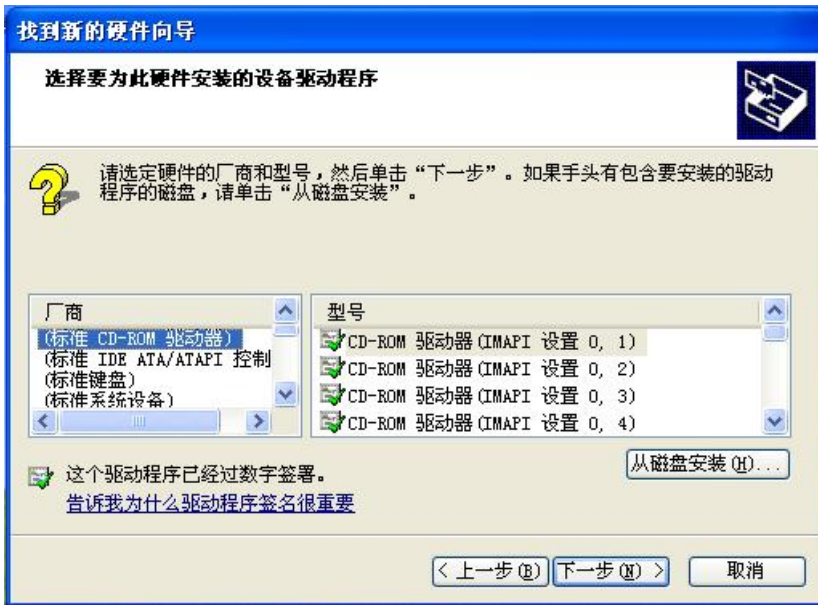 找到新的硬件向导
选择要为此硬件安装的设备驱动程序
请选定硬件的厂商和型号，然后单击“下一步”。如果手头有包含要安装的驱动
程序的磁盘，请单击“从磁盘安装”。
厂商
(标准 CD-ROM 驱动器)
(标准 IDE ATA/ATAPI 控制
(标准键盘)
(标准系统设备)
型号
CD-ROM 驱动器(IMAPI 设置 0, 1)
CD-ROM 驱动器(IMAPI 设置 0, 2)
CD-ROM 驱动器(IMAPI 设置 0, 3)
CD-ROM 驱动器(IMAPI 设置 0, 4)
从磁盘安装(H)...
这个驱动程序已经过数字签署。
告诉我为什么驱动程序签名很重要
< 上一步(B)
下一步(N) >
取消